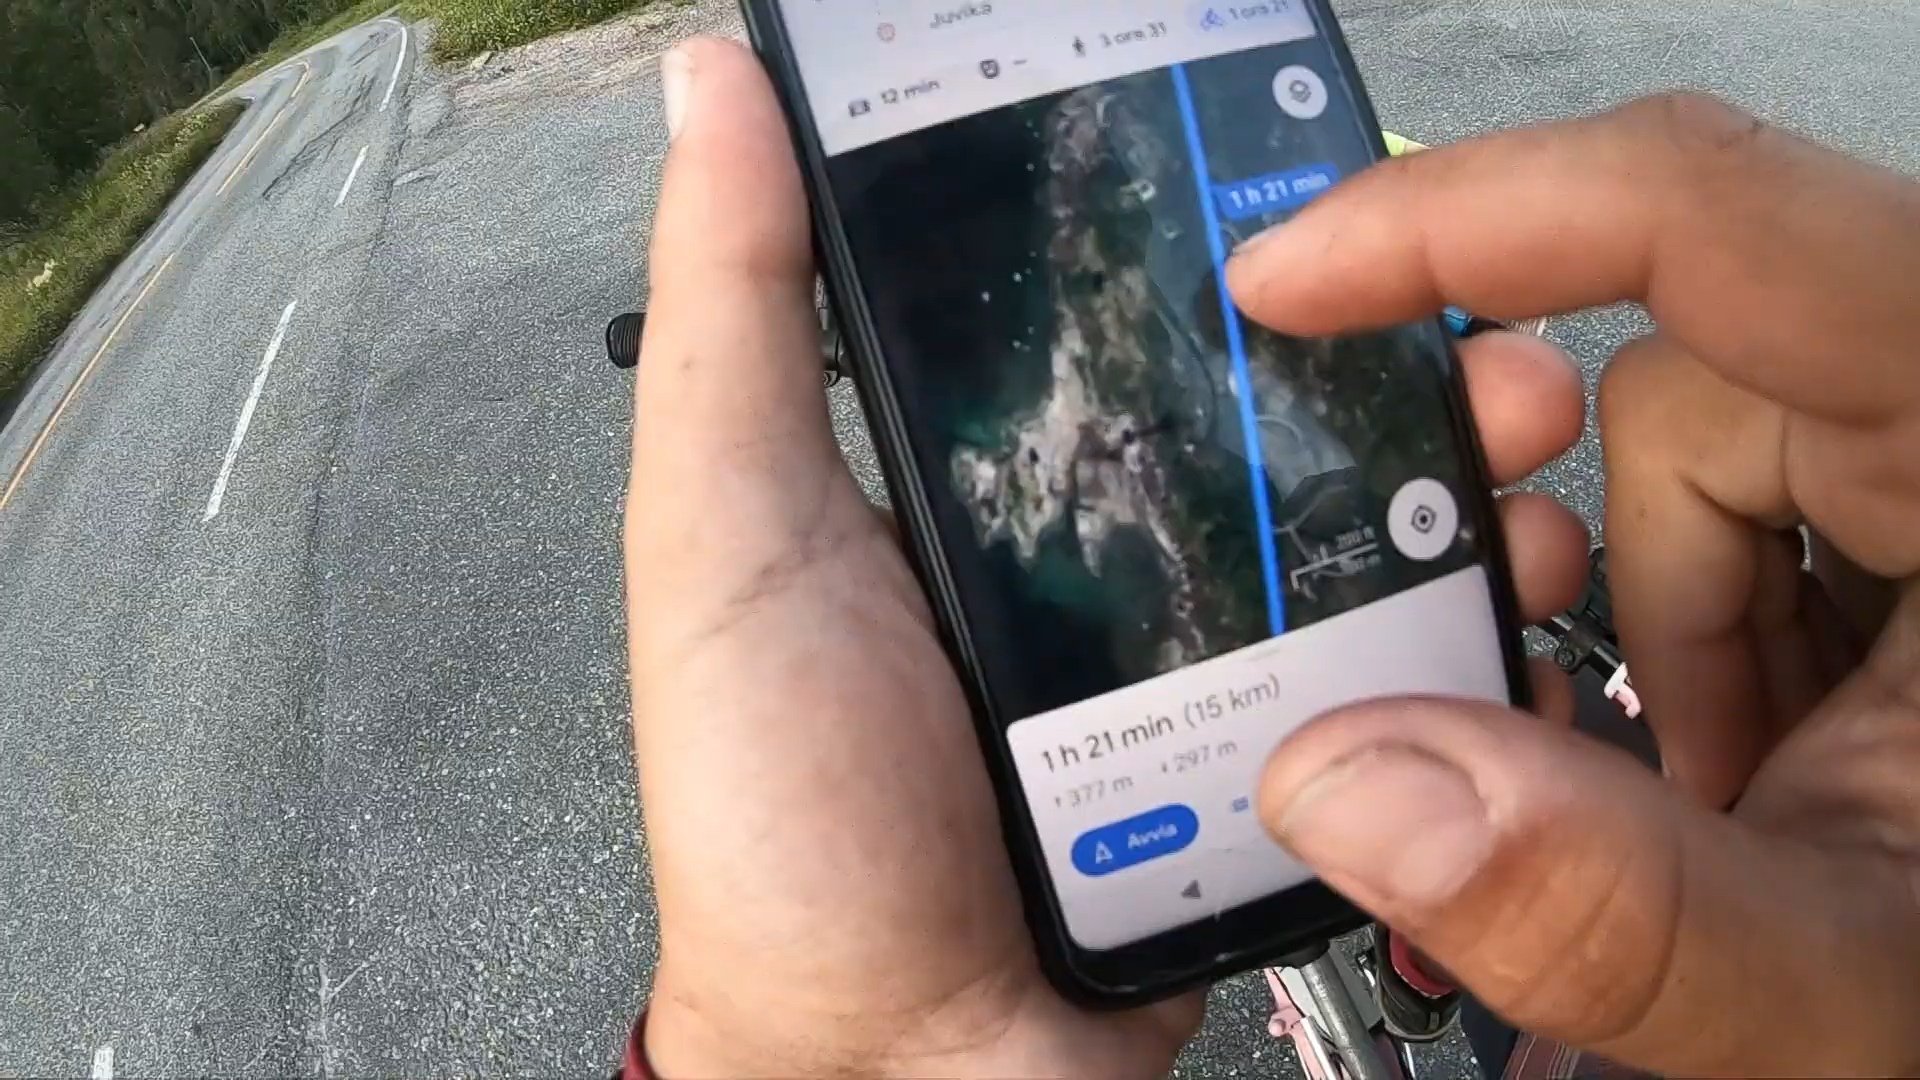 Juvika
12 min
–
3 ore 31
1 ore 21
1 h 21 min
1 h 21 min (15 km)
↑ 377 m ↓ 297 m
Avvia